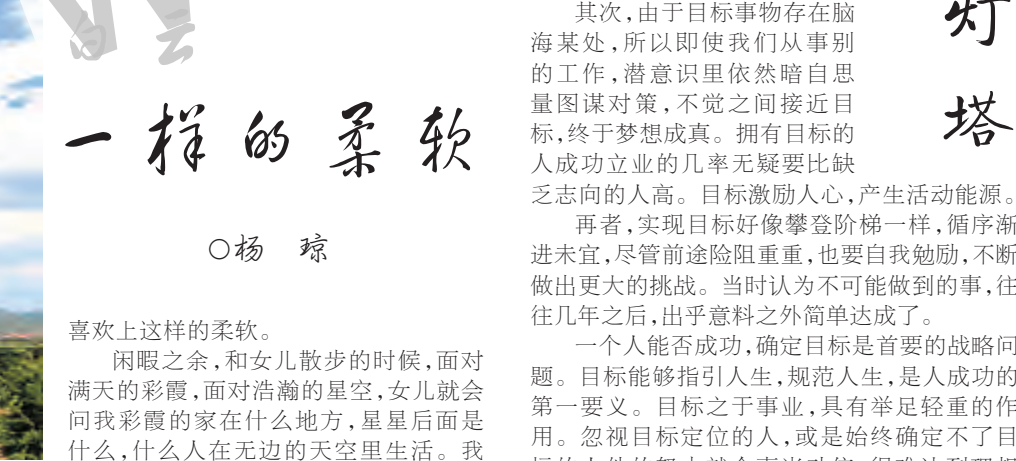 白云
一样的柔软
○杨 琼
喜欢上这样的柔软。
闲暇之余,和女儿散步的时候,面对
满天的彩霞,面对浩瀚的星空,女儿就会
问我彩霞的家在什么地方,星星后面是
什么,什么人在无边的天空里生活。我
灯
塔
其次,由于目标事物存在脑
海某处,所以即使我们从事别
的工作,潜意识里依然暗自思
量图谋对策,不觉之间接近目
标,终于梦想成真。拥有目标的
人成功立业的几率无疑要比缺
乏志向的人高。目标激励人心,产生活动能源。
再者,实现目标好像攀登阶梯一样,循序渐
进未宜,尽管前途险阻重重,也要自我勉励,不断
做出更大的挑战。当时认为不可能做到的事,往
往几年之后,出乎意料之外简单达成了。
一个人能否成功,确定目标是首要的战略问
题。目标能够指引人生,规范人生,是人成功的
第一要义。目标之于事业,具有举足轻重的作
用。忽视目标定位的人,或是始终确定不了目